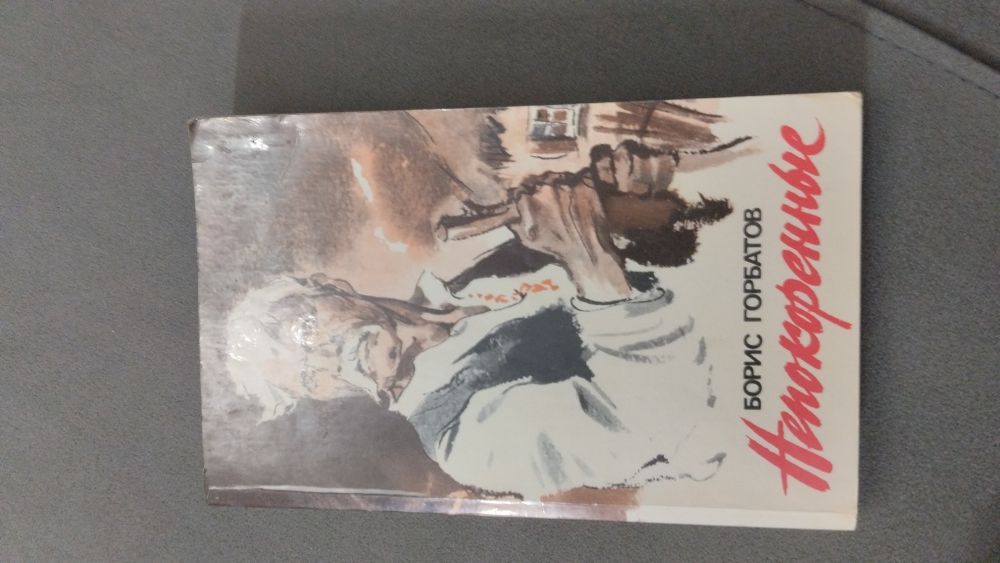 БОРИС ГОРБАТОВ
Непокоренные